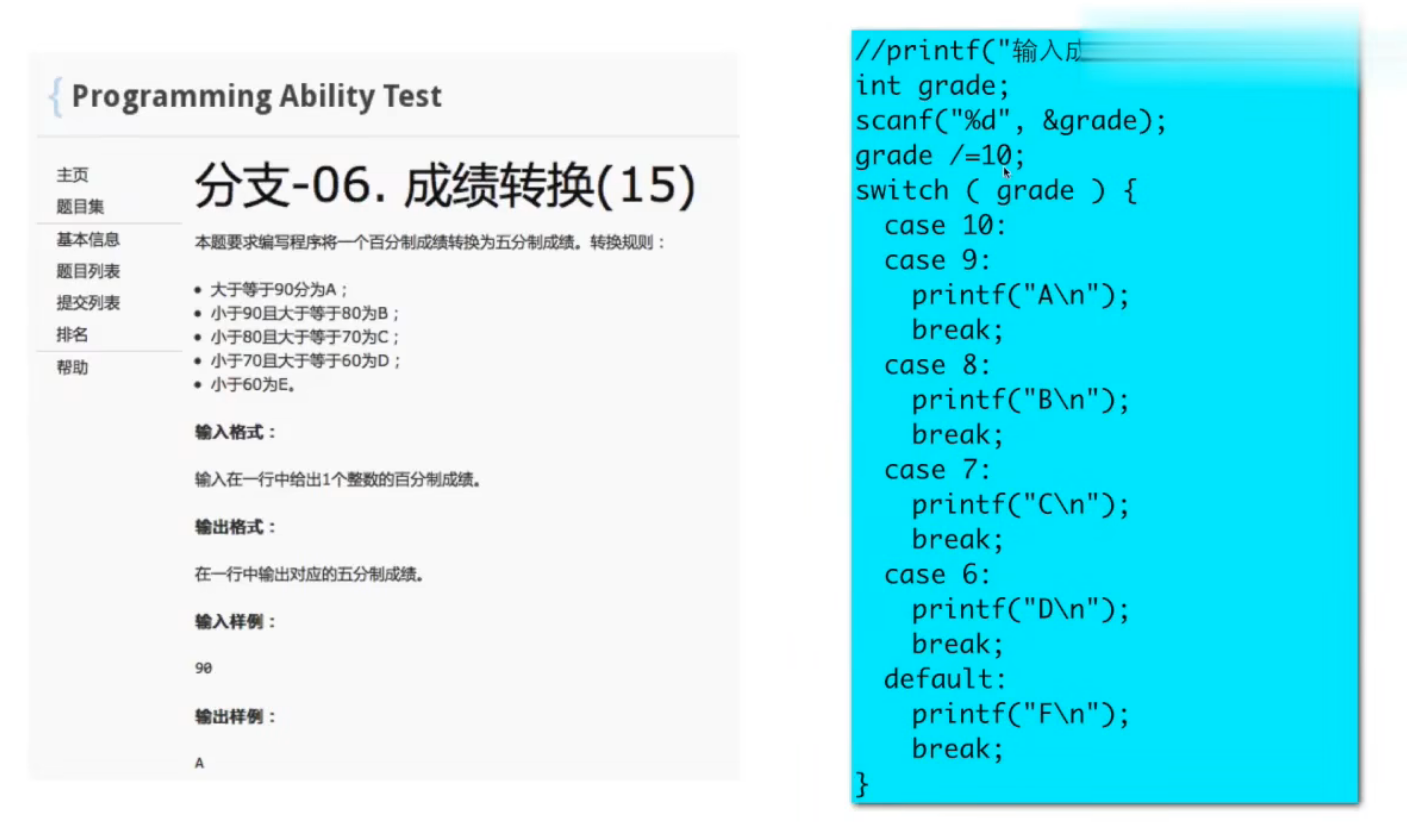 { Programming Ability Test
主页
题目集
基本信息
题目列表
提交列表
排名
帮助
分支-06. 成绩转换(15)
本题要求编写程序将一个百分制成绩转换为五分制成绩。转换规则：
• 大于等于90分为A；
• 小于90且大于等于80为B；
• 小于80且大于等于70为C；
• 小于70且大于等于60为D；
• 小于60为E。
输入格式：
输入在一行中给出1个整数的百分制成绩。
输出格式：
在一行中输出对应的五分制成绩。
输入样例：
90
输出样例：
A
//printf("输入成
int grade;
scanf("%d", &grade);
grade /=10;
switch ( grade ) {
case 10:
case 9:
printf("A\n");
break;
case 8:
printf("B\n");
break;
case 7:
printf("C\n");
break;
case 6:
printf("D\n");
break;
default:
printf("F\n");
break;
}